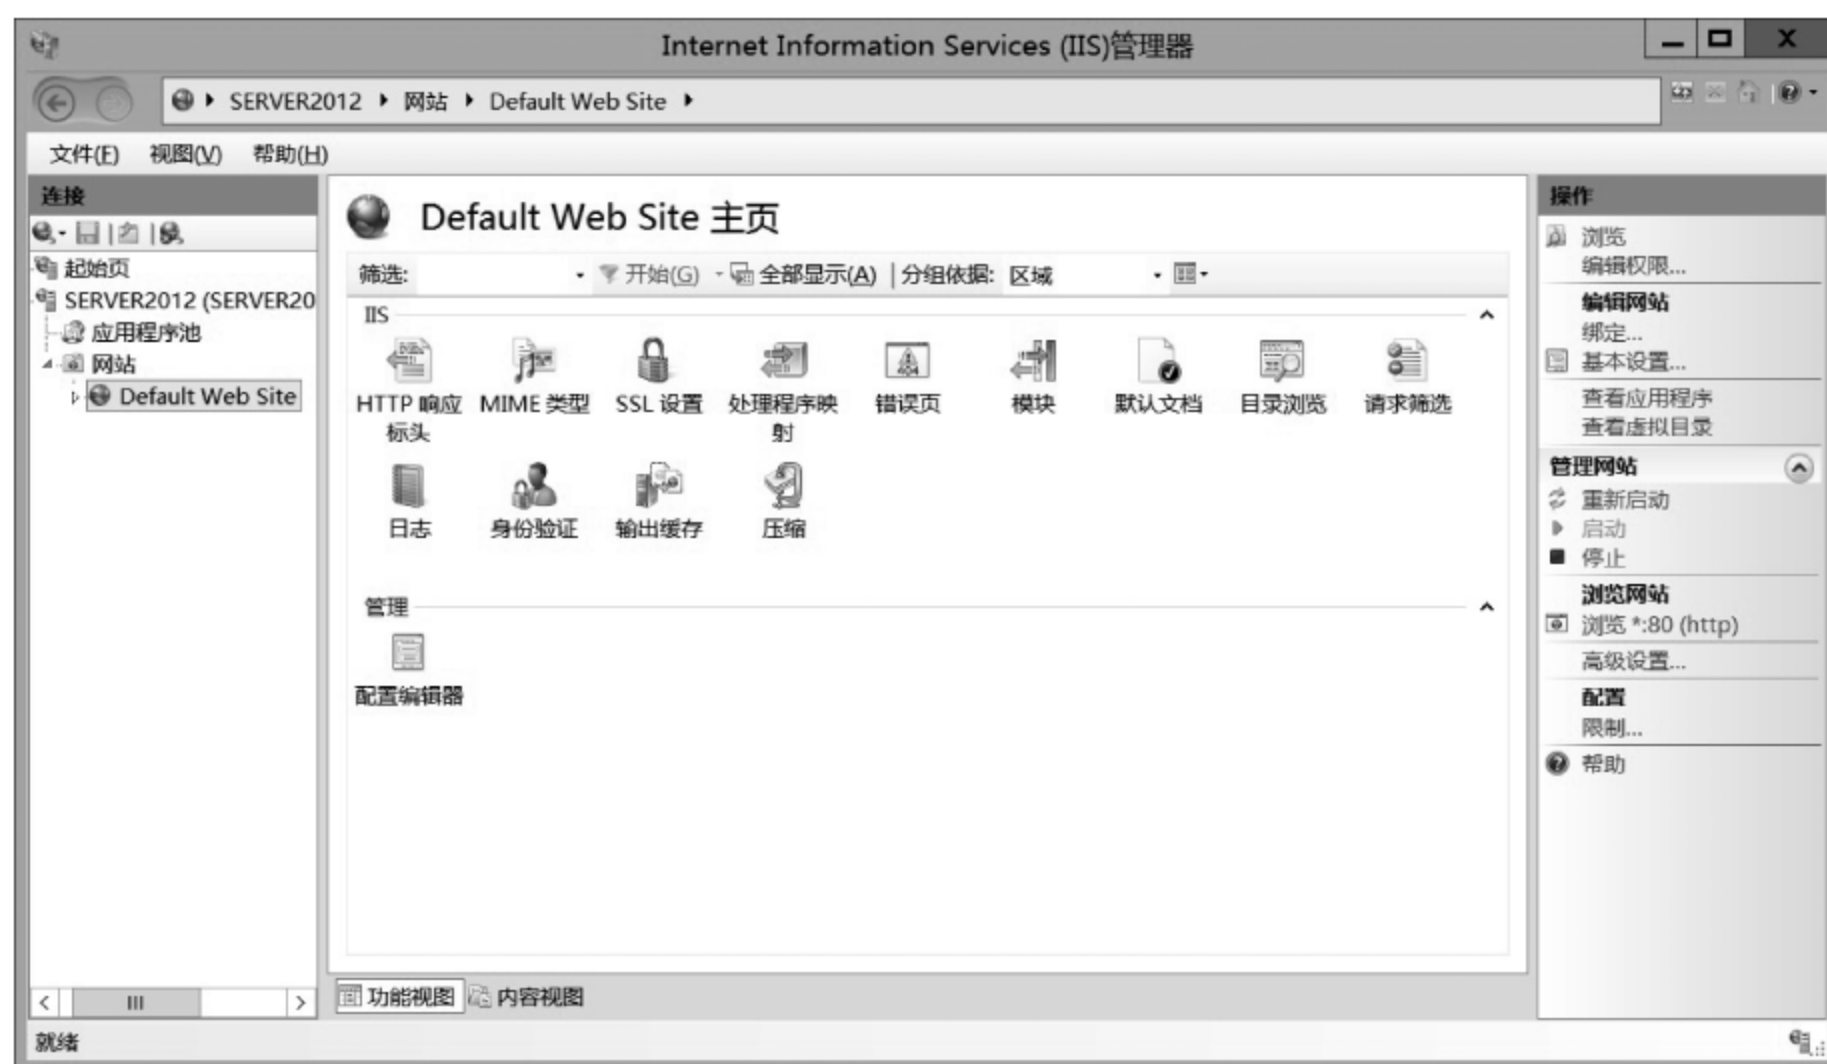 Internet Information Services (IIS)管理器
SERVER2012 网站 Default Web Site
文件(F) 视图(V) 帮助(H)
连接
起始页
SERVER2012 (SERVER20
应用程序池
网站
Default Web Site
Default Web Site 主页
筛选: 开始(G) 全部显示(A) 分组依据: 区域
IIS
HTTP 响应标头
MIME 类型
SSL 设置
处理程序映射
错误页
模块
默认文档
目录浏览
请求筛选
日志
身份验证
输出缓存
压缩
管理
配置编辑器
功能视图 内容视图
操作
浏览
编辑权限...
编辑网站
绑定...
基本设置...
查看应用程序
查看虚拟目录
管理网站
重新启动
启动
停止
浏览网站
浏览 *:80 (http)
高级设置...
配置
限制...
帮助
就绪